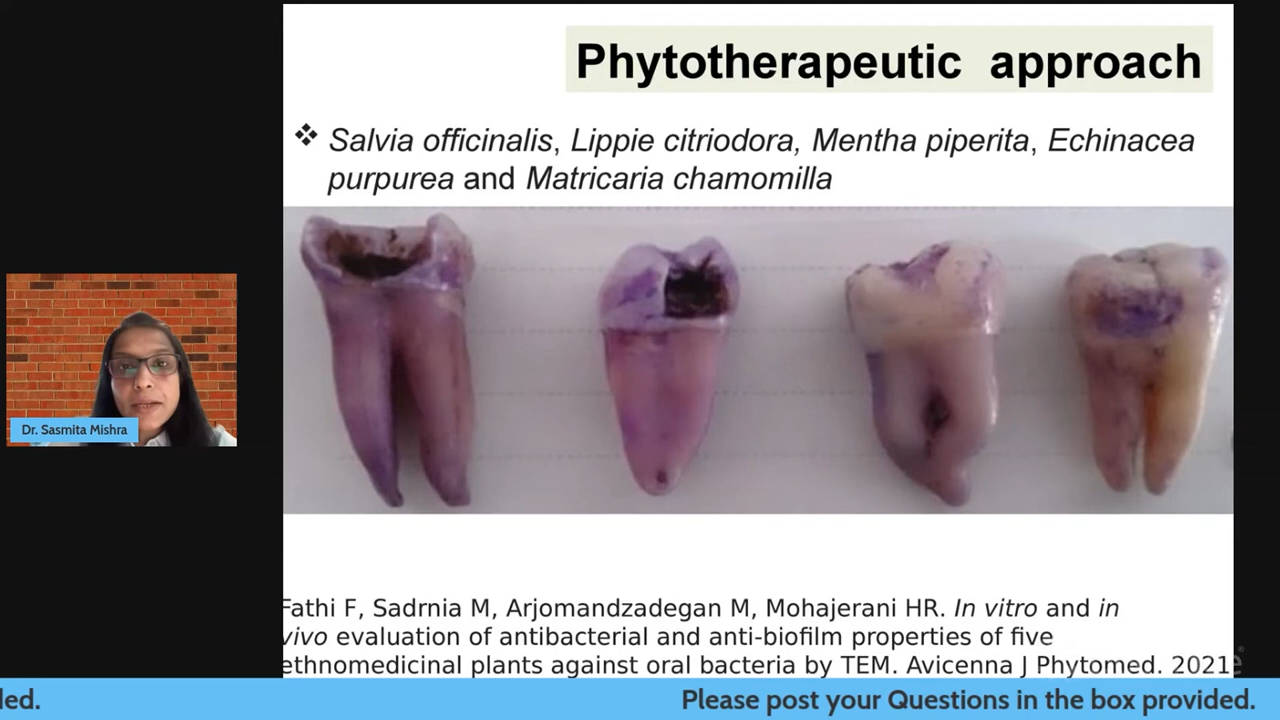 Phytotherapeutic approach
❖ Salvia officinalis, Lippie citriodora, Mentha piperita, Echinacea
purpurea and Matricaria chamomilla
Dr. Sasmita Mishra
Fathi F, Sadrnia M, Arjomandzadegan M, Mohajerani HR. In vitro and in
vivo evaluation of antibacterial and anti-biofilm properties of five
ethnomedicinal plants against oral bacteria by TEM. Avicenna J Phytomed. 2021
Please post your Questions in the box provided.